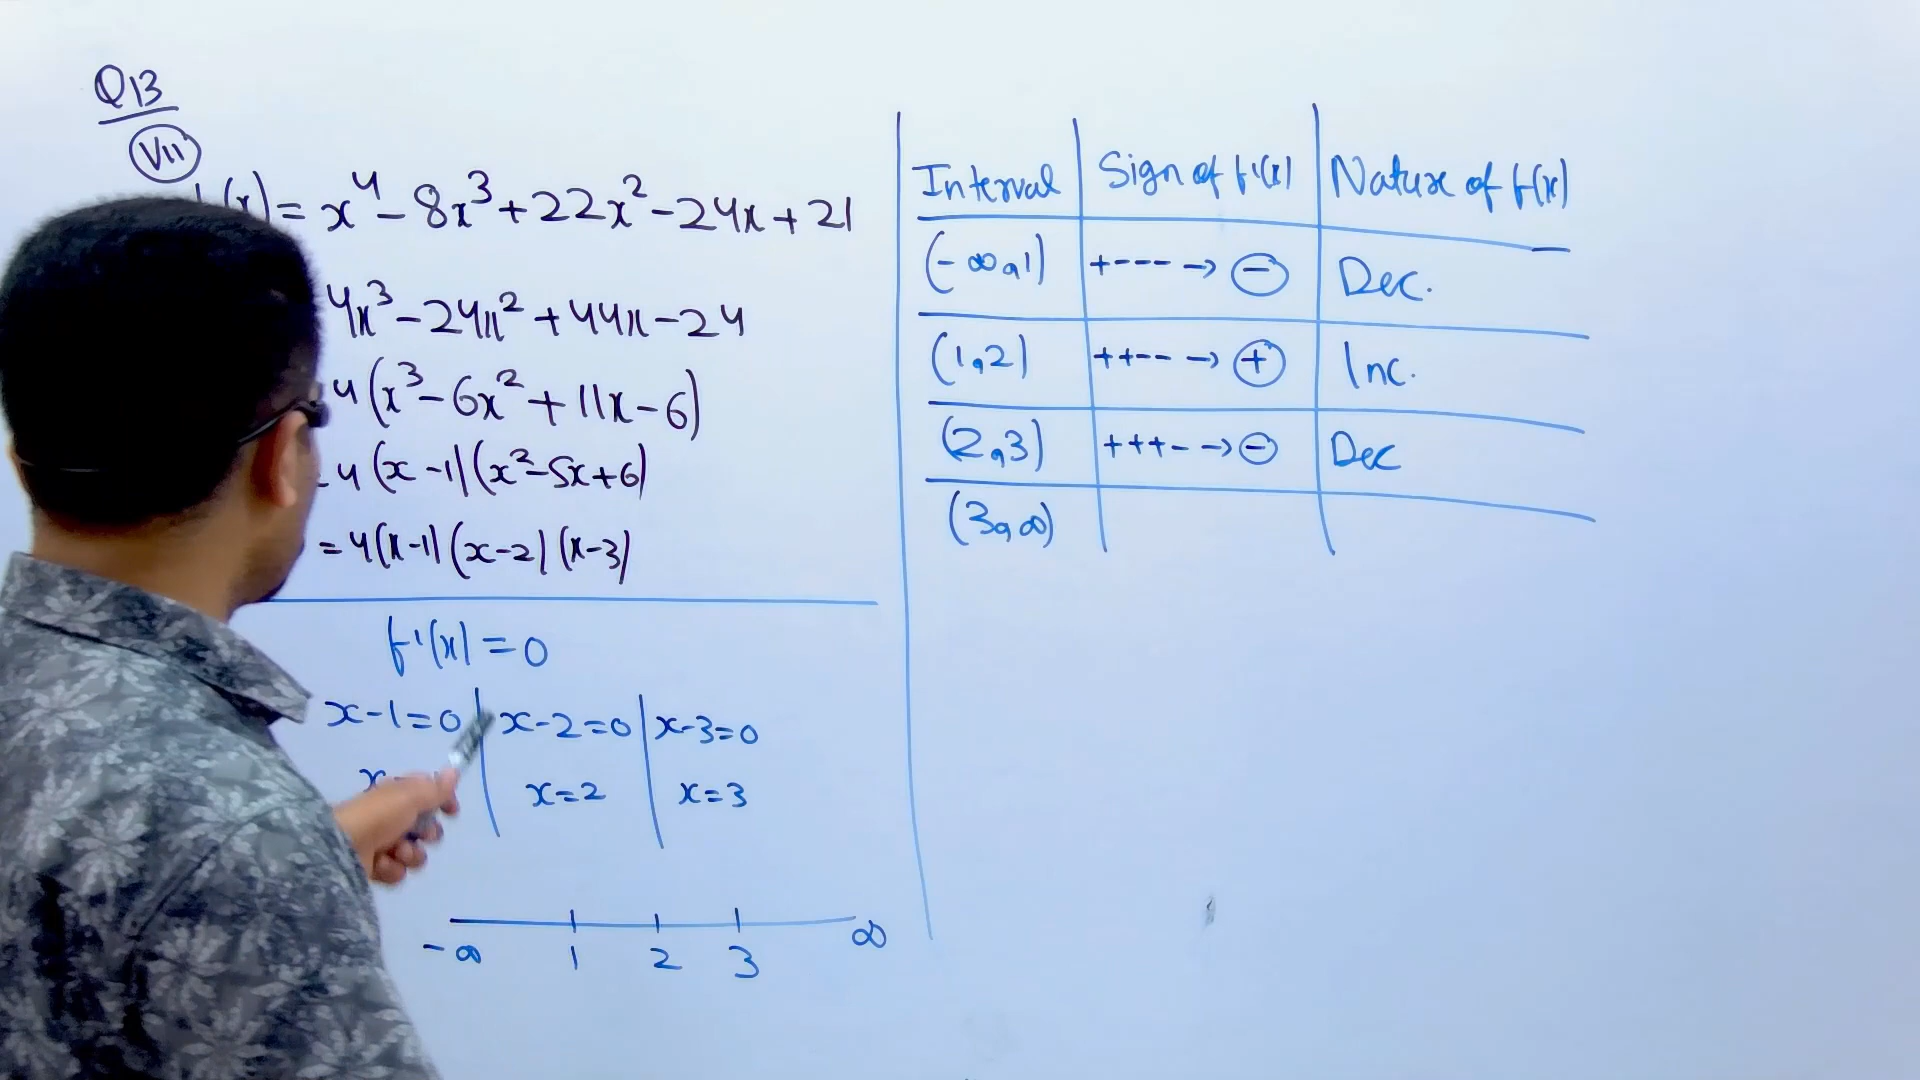 Q13
(VII)
(x) = x⁴ - 8x³ + 22x² - 24x + 21
4x³ - 24x² + 44x - 24
4(x³ - 6x² + 11x - 6)
4(x-1)(x² - 5x + 6)
= 4(x-1)(x-2)(x-3)
f'(x) = 0
x-1=0 | x-2=0 | x-3=0
x=2 | x=3
-∞ 1 2 3 ∞
Interval | Sign of f'(x) | Nature of f(x)
(-∞,1) | +--- → ⊖ | Dec.
(1,2) | ++-- → ⊕ | Inc.
(2,3) | +++- → ⊖ | Dec
(3,∞)